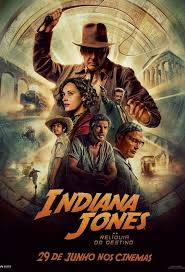 INDIANA
JONES
E A
RELÍQUIA
DO DESTINO
29 DE JUNHO NOS CINEMAS